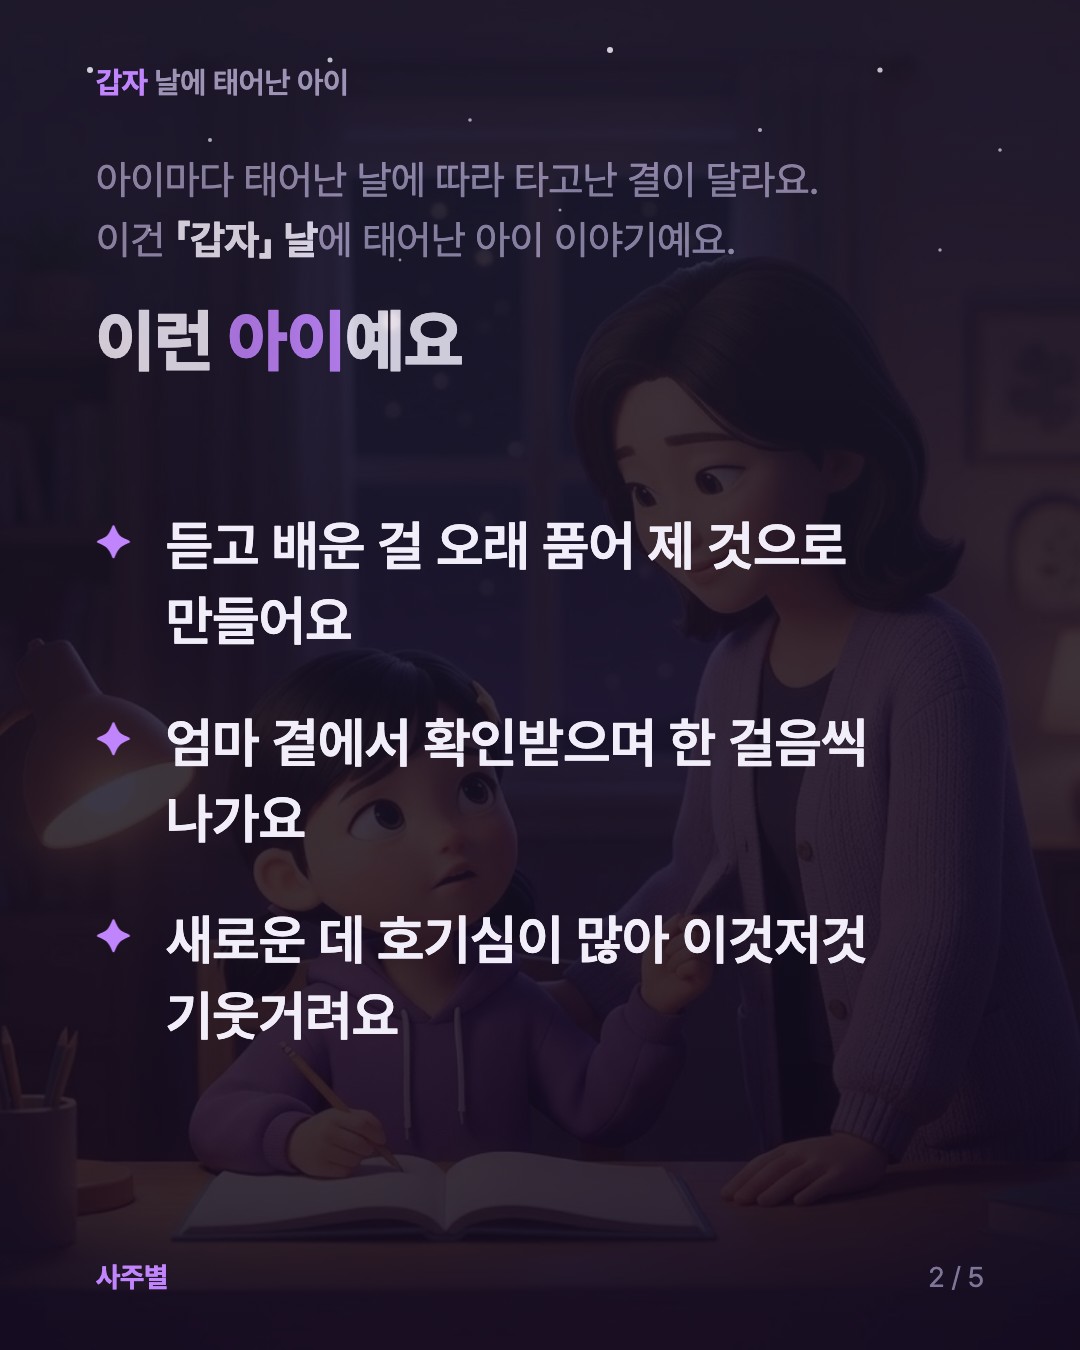 갑자 날에 태어난 아이
아이마다 태어난 날에 따라 타고난 결이 달라요.
이건 「갑자」 날에 태어난 아이 이야기예요.
이런 아이예요
듣고 배운 걸 오래 품어 제 것으로
만들어요
엄마 곁에서 확인받으며 한 걸음씩
나가요
새로운 데 호기심이 많아 이것저것
기웃거려요
사주별
2 / 5